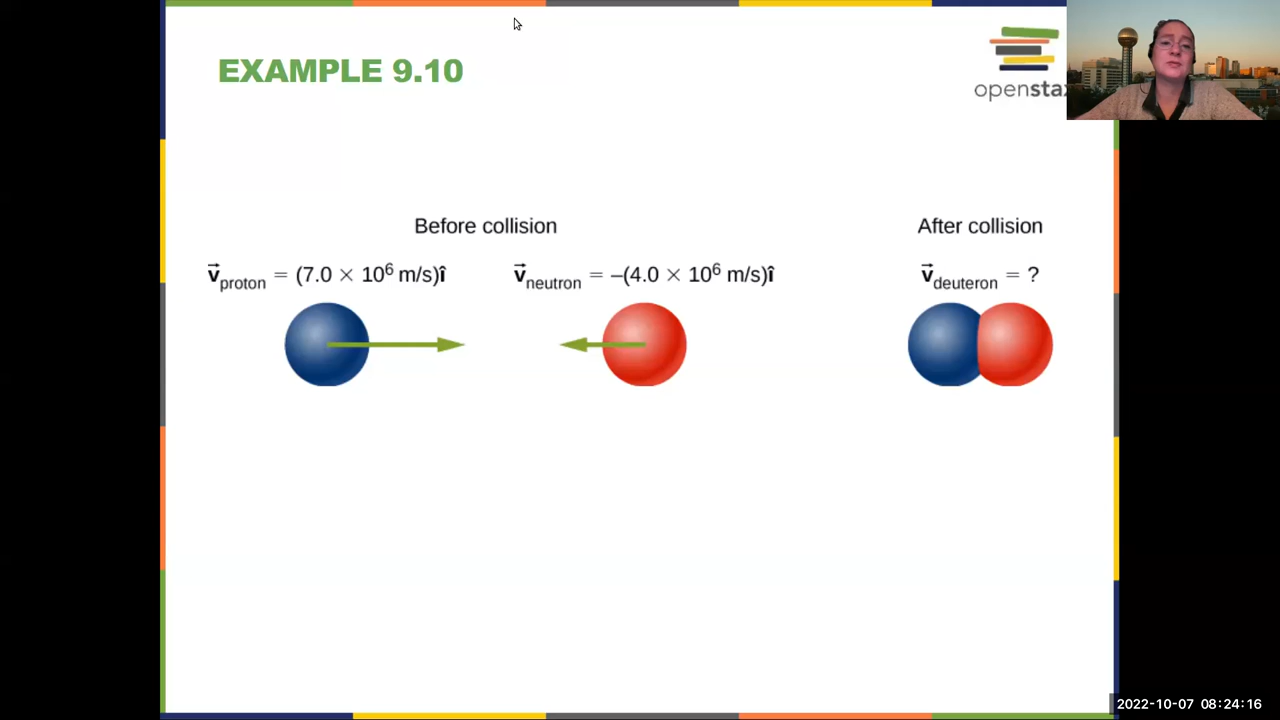 EXAMPLE 9.10
openstax
Before collision
After collision
v⃗proton = (7.0 × 10⁶ m/s)î
v⃗neutron = –(4.0 × 10⁶ m/s)î
v⃗deuteron = ?
2022-10-07 08:24:16